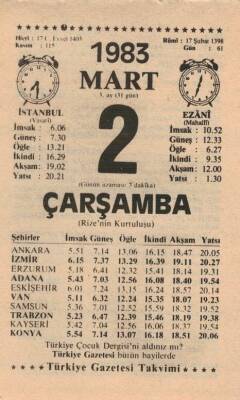 Hicri : 17 C. Evvel 1403
Kasım : 115
Rûmî : 17 Şubat 1398
Gün : 61
1983
MART
3. ay (31 gün)
İSTANBUL
(Vasatî)
İmsak : 6.06
Güneş : 7.30
Öğle : 13.21
İkindi : 16.29
Akşam : 19.02
Yatsı : 20.21
2
EZÂNÎ
(Mahallî)
İmsak : 10.52
Güneş : 12.33
Öğle : 6.27
İkindi : 9.35
Akşam : 12.00
Yatsı : 1.30
(Günün uzaması: 3 dakika)
ÇARŞAMBA
(Rize'nin Kurtuluşu)
Şehirler İmsak Güneş Öğle İkindi Akşam Yatsı
ANKARA 5.51 7.14 13.06 16.15 18.47 20.05
İZMİR 6.15 7.37 13.29 16.39 19.11 20.27
ERZURUM 5.18 6.41 12.32 15.41 18.14 19.31
ADANA 5.43 7.03 12.56 16.08 18.40 19.54
ESKİŞEHİR 6.01 7.24 13.15 16.24 18.57 20.14
VAN 5.11 6.32 12.24 15.35 18.07 19.23
SAMSUN 5.36 7.01 12.52 15.59 18.32 19.52
TRABZON 5.23 6.47 12.39 15.46 18.19 19.38
KAYSERİ 5.42 7.04 12.56 16.06 18.37 19.54
KONYA 5.54 7.14 13.07 16.18 18.51 20.06
Türkiye Çocuk Dergisi'ni aldınız mı?
Türkiye Gazetesi bütün bayilerde
Türkiye Gazetesi Takvimi